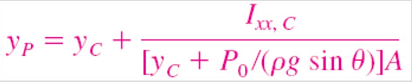 y_P = y_C + I_{xx, C} / [y_C + P_0/(ρg sin θ)]A